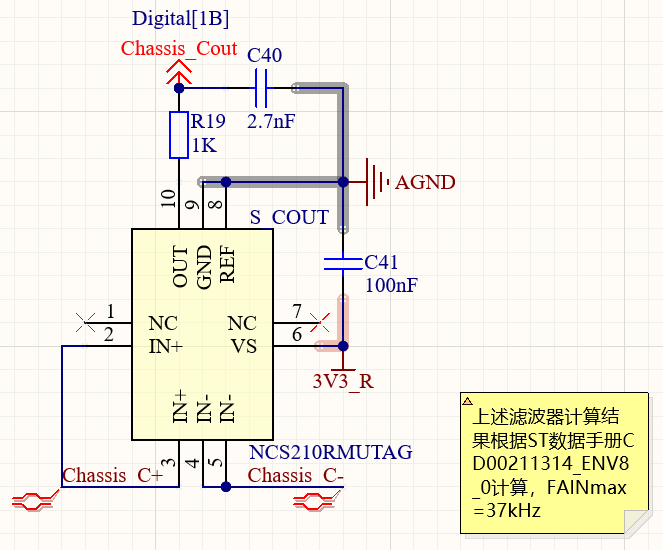 Digital[1B]
Chassis_Cout
C40
2.7nF
R19
1K
10
9
8
AGND
S_COUT
OUT
GND
REF
C41
100nF
1
NC
NC
7
2
IN+
VS
6
3V3_R
IN+
IN-
IN-
3
4
5
NCS210RMUTAG
Chassis_C+
Chassis_C-
上述滤波器计算结
果根据ST数据手册C
D00211314_ENV8
_0计算，FAINmax
=37kHz